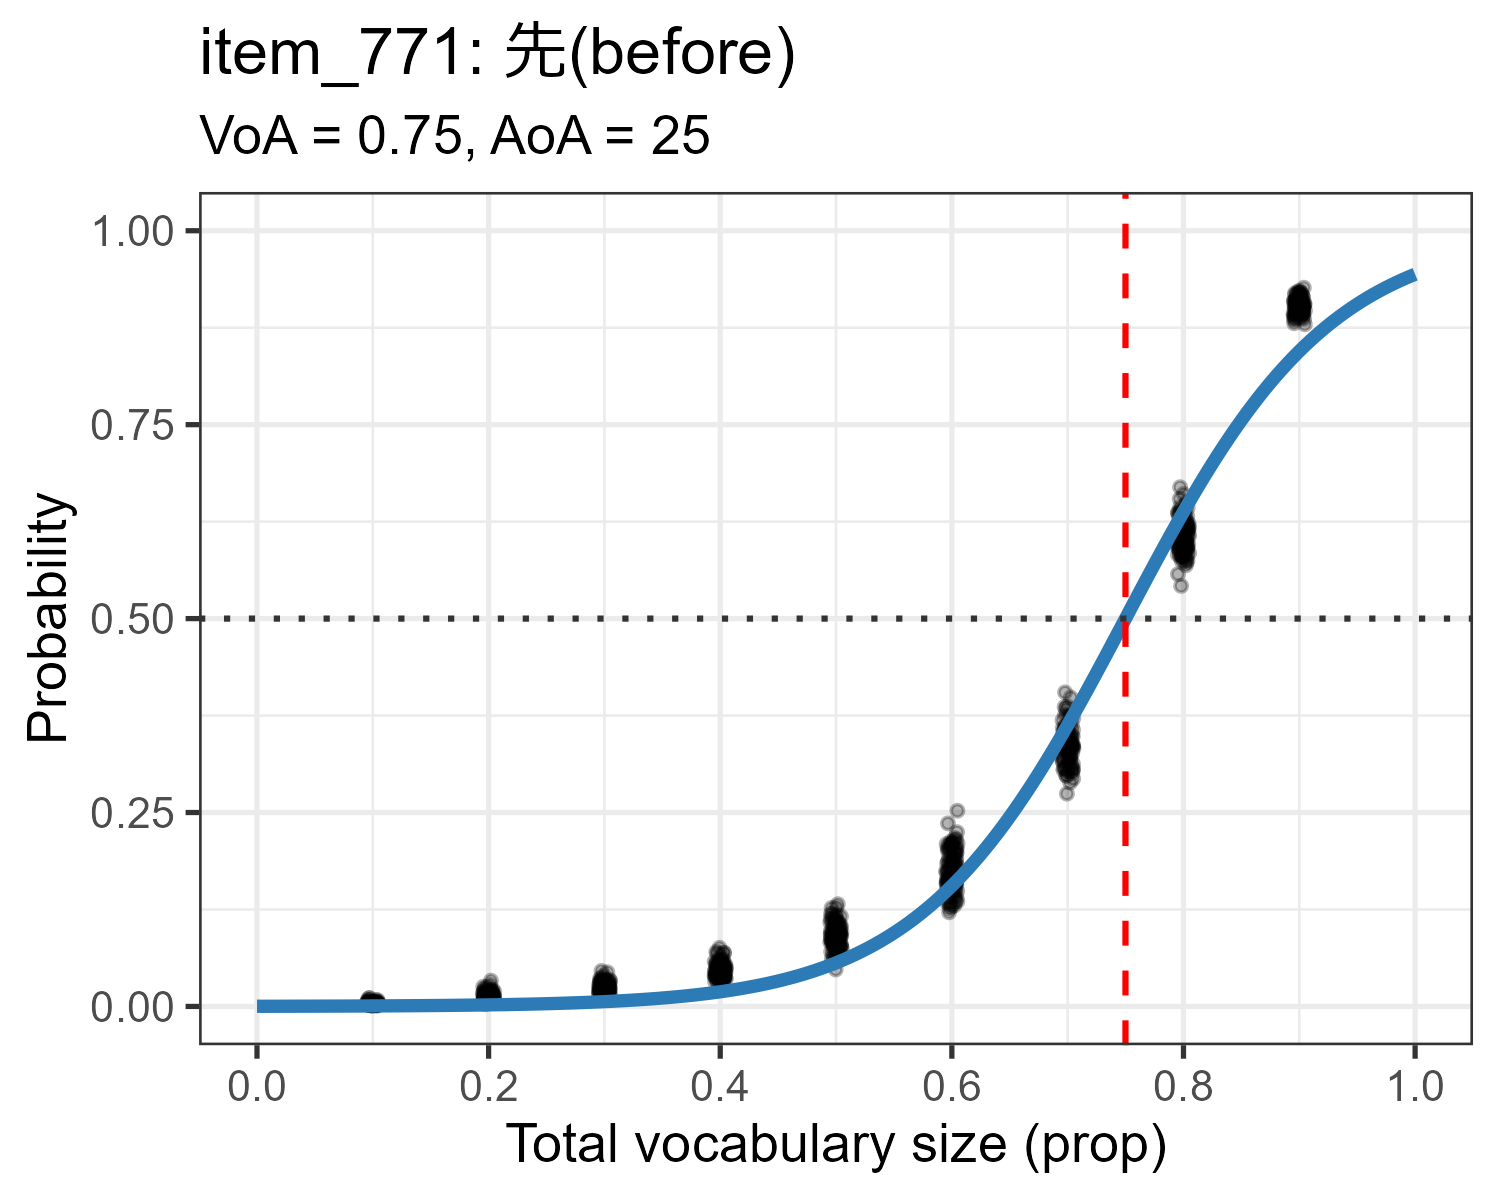 item_771: 先(before)
VoA = 0.75, AoA = 25
1.00
0.75
0.50
0.25
0.00
Probability
0.0 0.2 0.4 0.6 0.8 1.0
Total vocabulary size (prop)